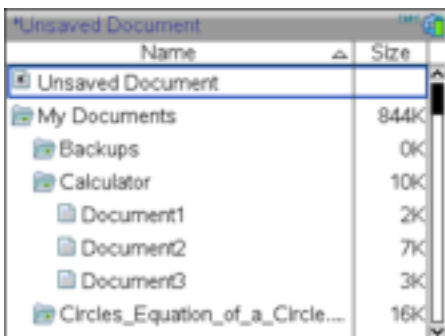 *Unsaved Document
Name Size
Unsaved Document
My Documents 844K
Backups 0K
Calculator 10K
Document1 2K
Document2 7K
Document3 3K
Circles_Equation_of_a_Circle.... 16K